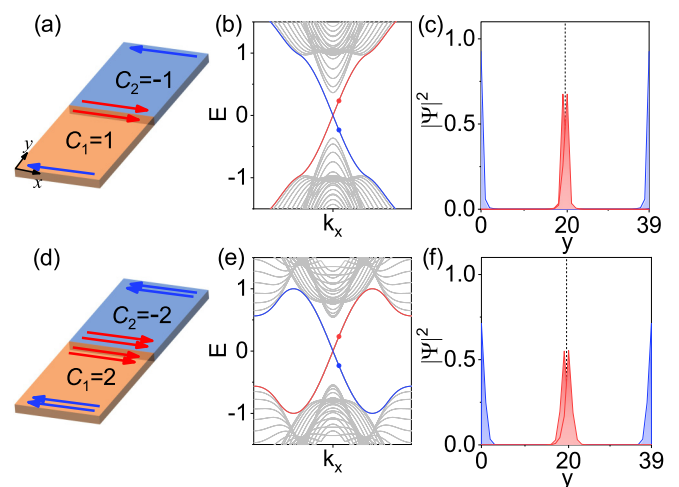 (a)
C₂=-1
C₁=1
y
x
(b)
E
1
0
-1
kₓ
(c)
|Ψ|²
1.0
0.5
0.0
0
20
39
y
(d)
C₂=-2
C₁=2
(e)
E
1
0
-1
kₓ
(f)
|Ψ|²
1.0
0.5
0.0
0
20
39
y